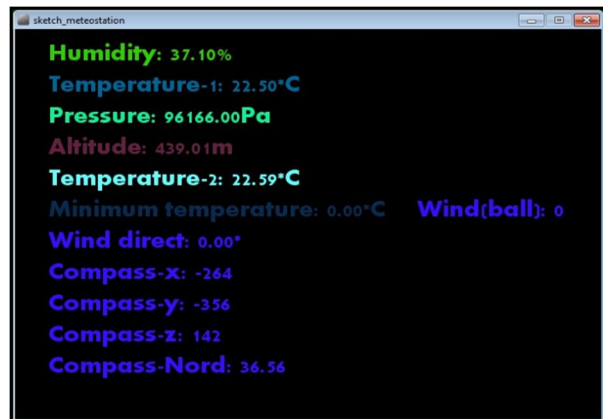 sketch_meteostation
Humidity: 37.10%
Temperature-1: 22.50°C
Pressure: 96166.00Pa
Altitude: 439.01m
Temperature-2: 22.59°C
Minimum temperature: 0.00°C Wind(ball): 0
Wind direct: 0.00°
Compass-x: -264
Compass-y: -356
Compass-z: 142
Compass-Nord: 36.56